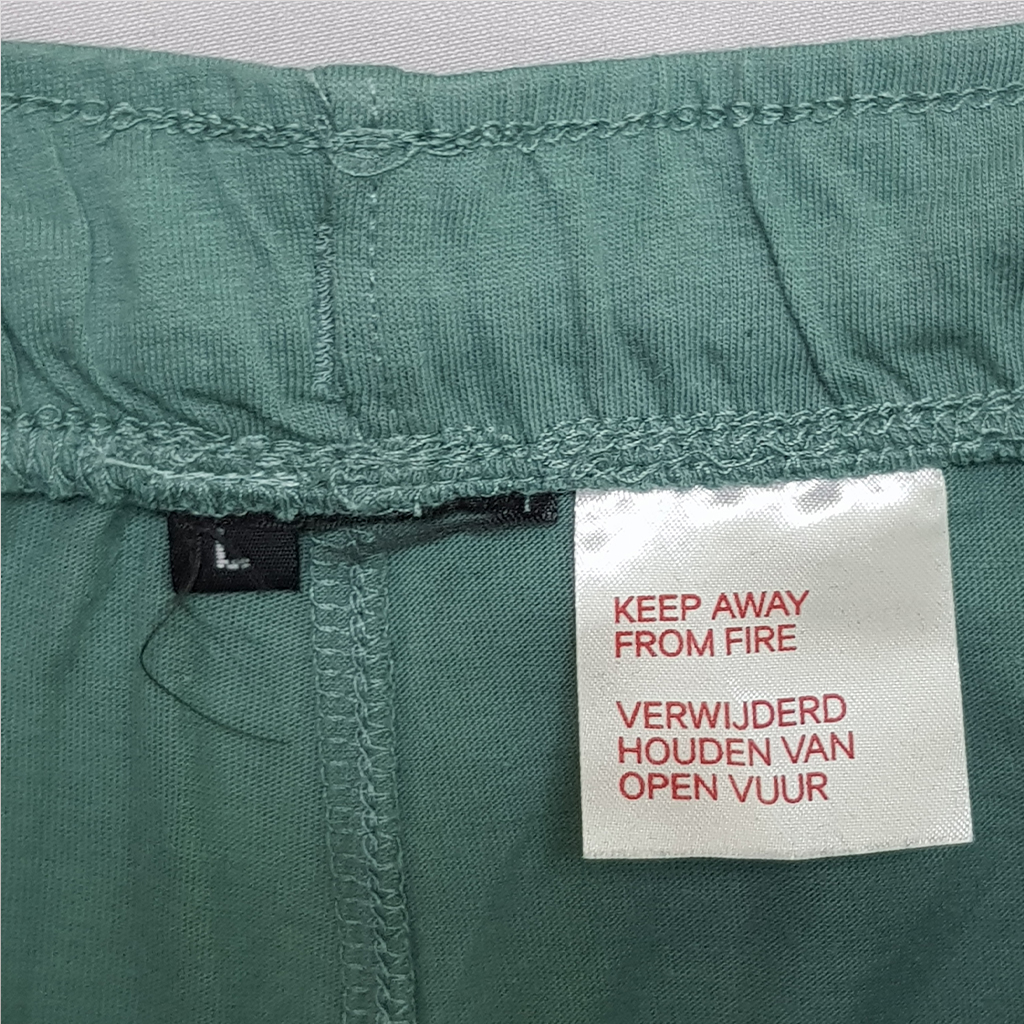 L
KEEP AWAY
FROM FIRE
VERWIJDERD
HOUDEN VAN
OPEN VUUR